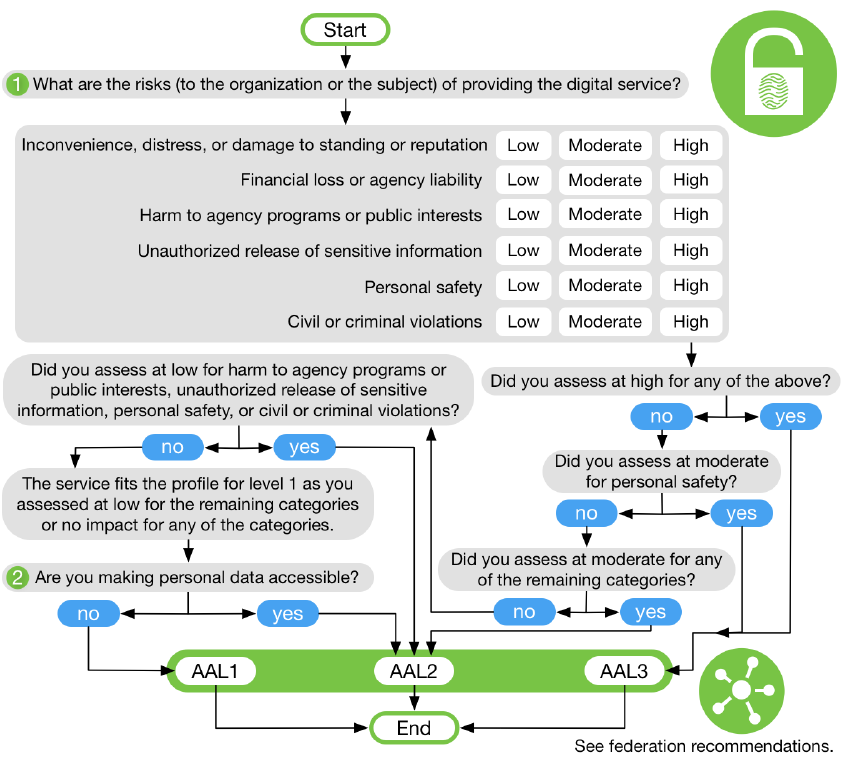 Start
1 What are the risks (to the organization or the subject) of providing the digital service?
Inconvenience, distress, or damage to standing or reputation Low Moderate High
Financial loss or agency liability Low Moderate High
Harm to agency programs or public interests Low Moderate High
Unauthorized release of sensitive information Low Moderate High
Personal safety Low Moderate High
Civil or criminal violations Low Moderate High
Did you assess at high for any of the above?
no yes
Did you assess at moderate
for personal safety?
no yes
Did you assess at moderate for any
of the remaining categories?
no yes
Did you assess at low for harm to agency programs or
public interests, unauthorized release of sensitive
information, personal safety, or civil or criminal violations?
no yes
The service fits the profile for level 1 as you
assessed at low for the remaining categories
or no impact for any of the categories.
2 Are you making personal data accessible?
no yes
AAL1 AAL2 AAL3
End
See federation recommendations.